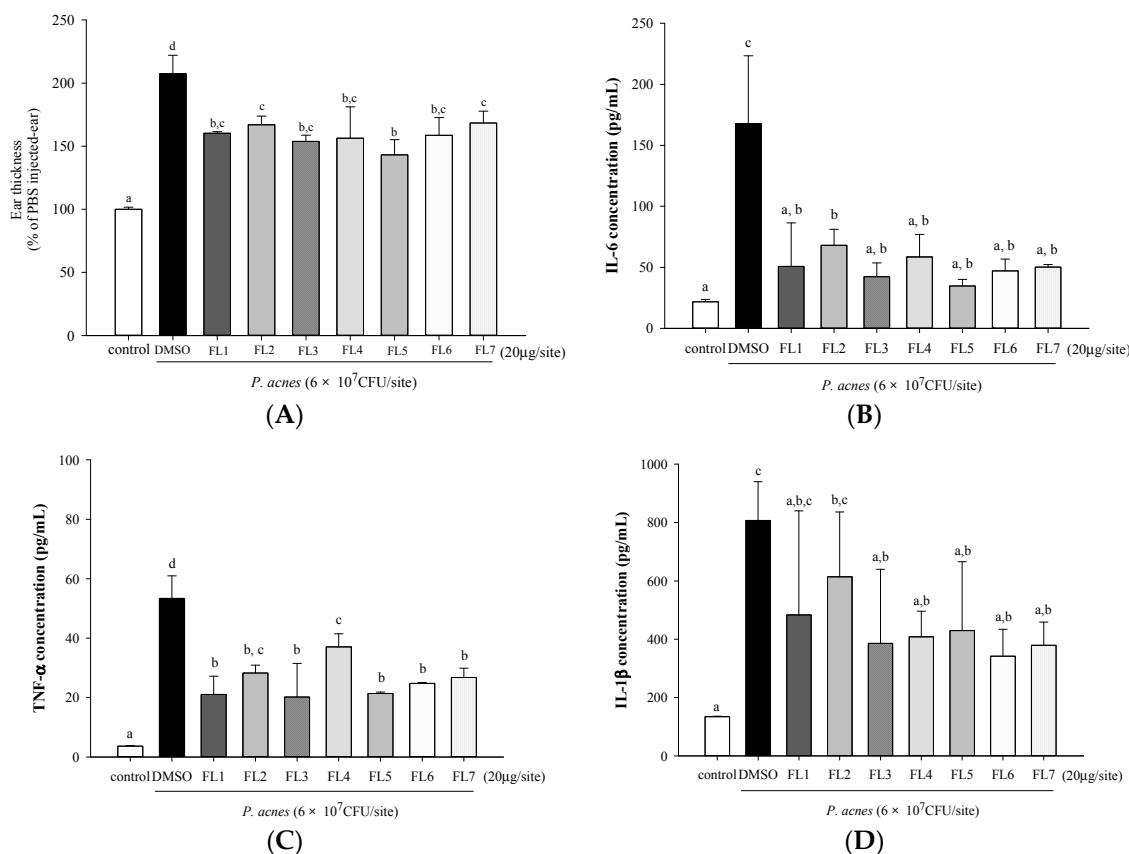 Ear thickness
(% of PBS injected-ear)
250
200
150
100
50
0
a
d
b,c
c
b,c
b,c
b
b,c
c
control DMSO FL1 FL2 FL3 FL4 FL5 FL6 FL7 (20μg/site)
P. acnes (6 × 10⁷CFU/site)
(A)
IL-6 concentration (pg/mL)
250
200
150
100
50
0
a
c
a, b
b
a, b
a, b
a, b
a, b
a, b
control DMSO FL1 FL2 FL3 FL4 FL5 FL6 FL7 (20μg/site)
P. acnes (6 × 10⁷CFU/site)
(B)
TNF-α concentration (pg/mL)
100
80
60
40
20
0
a
d
b
b, c
b
c
b
b
b
control DMSO FL1 FL2 FL3 FL4 FL5 FL6 FL7 (20μg/site)
P. acnes (6 × 10⁷CFU/site)
(C)
IL-1β concentration (pg/mL)
1000
800
600
400
200
0
a
c
a,b,c
b,c
a,b
a,b
a,b
a,b
a,b
control DMSO FL1 FL2 FL3 FL4 FL5 FL6 FL7 (20μg/site)
P. acnes (6 × 10⁷CFU/site)
(D)